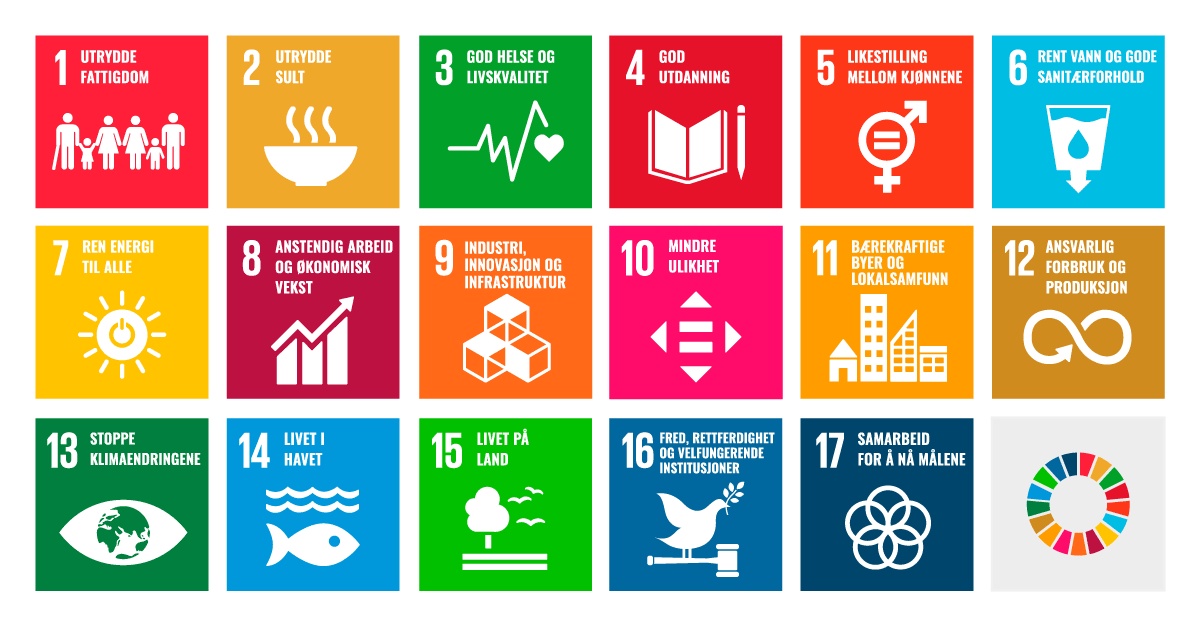 1 UTRYDDE
FATTIGDOM
2 UTRYDDE
SULT
3 GOD HELSE OG
LIVSKVALITET
4 GOD
UTDANNING
5 LIKESTILLING
MELLOM KJØNNENE
6 RENT VANN OG GODE
SANITÆRFORHOLD
7 REN ENERGI
TIL ALLE
8 ANSTENDIG ARBEID
OG ØKONOMISK
VEKST
9 INDUSTRI,
INNOVASJON OG
INFRASTRUKTUR
10 MINDRE
ULIKHET
11 BÆREKRAFTIGE
BYER OG
LOKALSAMFUNN
12 ANSVARLIG
FORBRUK OG
PRODUKSJON
13 STOPPE
KLIMAENDRINGENE
14 LIVET I
HAVET
15 LIVET PÅ
LAND
16 FRED, RETTFERDIGHET
OG VELFUNGERENDE
INSTITUSJONER
17 SAMARBEID
FOR Å NÅ MÅLENE